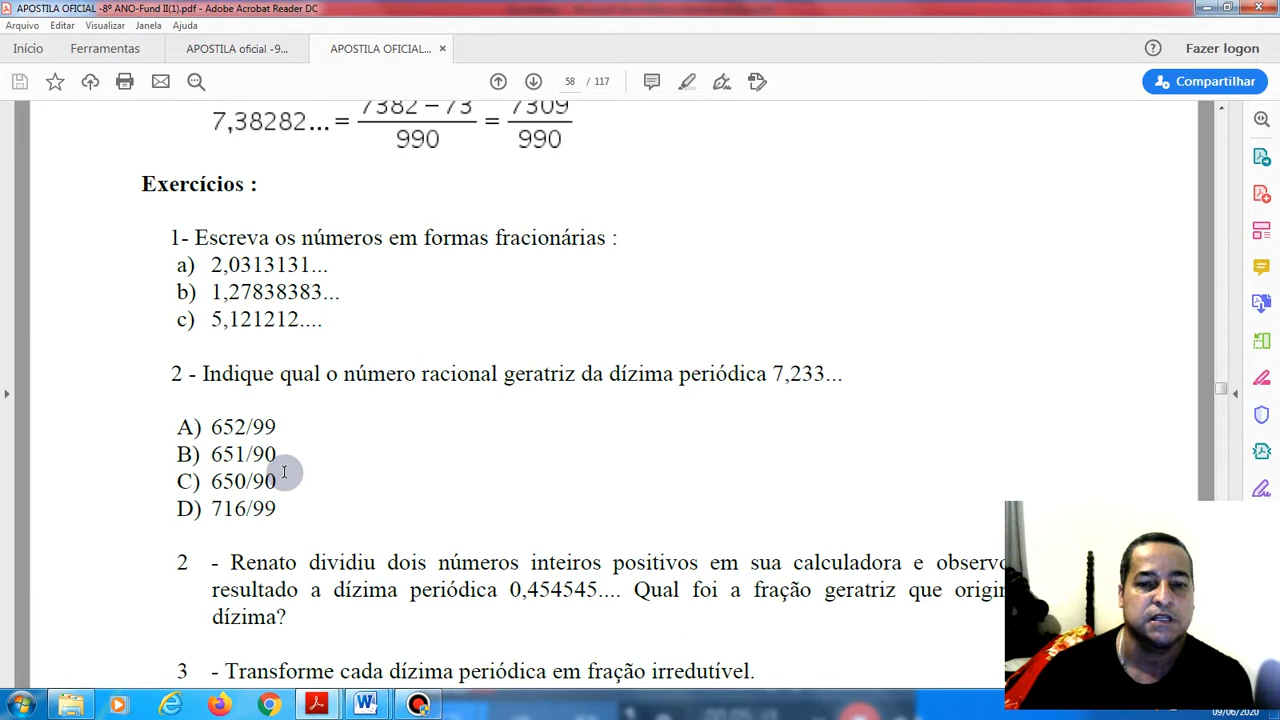 APOSTILA OFICIAL -8º ANO-Fund II(1).pdf - Adobe Acrobat Reader DC
Arquivo Editar Visualizar Janela Ajuda
Início Ferramentas APOSTILA oficial -9... APOSTILA OFICIAL... × Fazer logon
58 / 117 Compartilhar
7,38282... = 7382 – 73 / 990 = 7309 / 990
Exercícios :
1- Escreva os números em formas fracionárias :
a) 2,0313131...
b) 1,27838383...
c) 5,121212....
2 - Indique qual o número racional geratriz da dízima periódica 7,233...
A) 652/99
B) 651/90
C) 650/90
D) 716/99
2 - Renato dividiu dois números inteiros positivos em sua calculadora e observo
resultado a dízima periódica 0,454545.... Qual foi a fração geratriz que origin
dízima?
3 - Transforme cada dízima periódica em fração irredutível.
09/06/2020